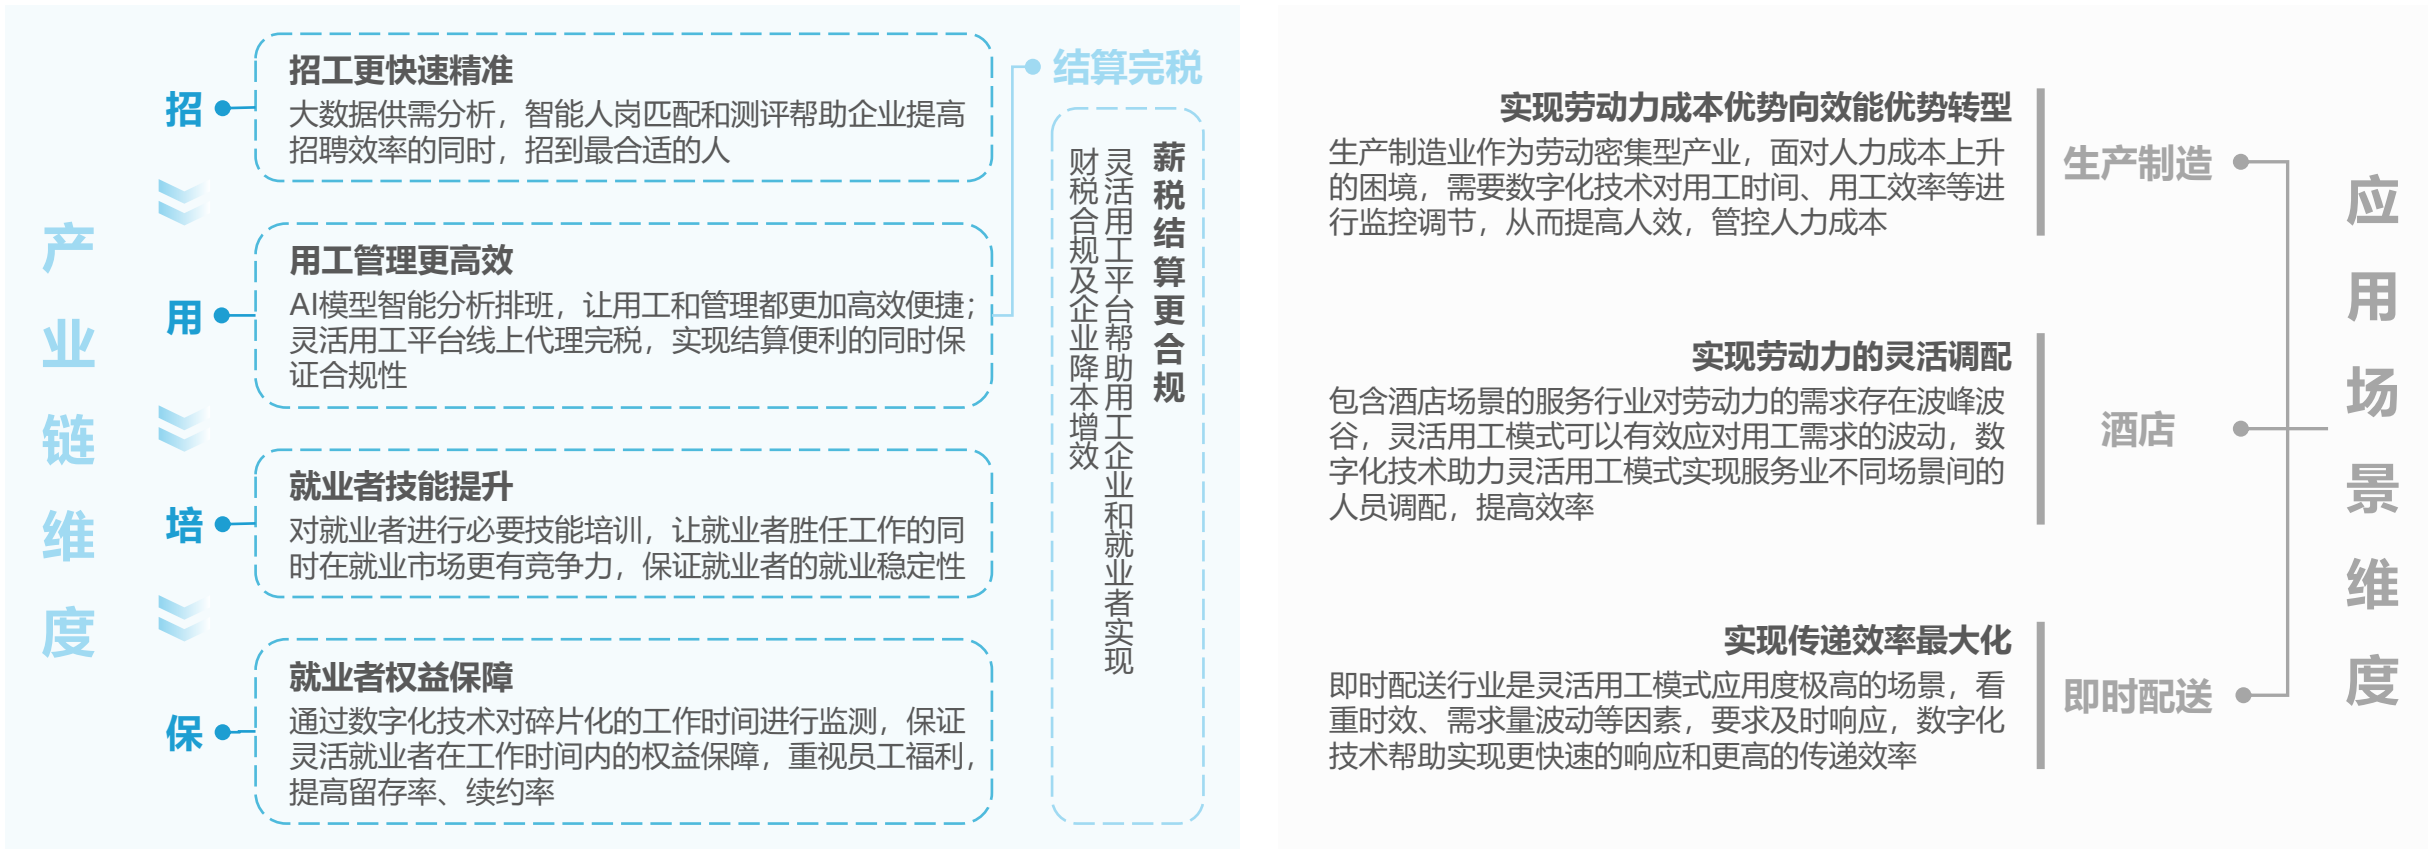 产业链维度
招
招工更快速精准
大数据供需分析，智能人岗匹配和测评帮助企业提高
招聘效率的同时，招到最合适的人
用
用工管理更高效
AI模型智能分析排班，让用工和管理都更加高效便捷；
灵活用工平台线上代理完税，实现结算便利的同时保
证合规性
培
就业者技能提升
对就业者进行必要技能培训，让就业者胜任工作的同
时在就业市场更有竞争力，保证就业者的就业稳定性
保
就业者权益保障
通过数字化技术对碎片化的工作时间进行监测，保证
灵活就业者在工作时间内的权益保障，重视员工福利，
提高留存率、续约率
结算完税
薪税结算更合规
灵活用工平台帮助用工企业和就业者实现
财税合规及企业降本增效
实现劳动力成本优势向效能优势转型
生产制造业作为劳动密集型产业，面对人力成本上升
的困境，需要数字化技术对用工时间、用工效率等进
行监控调节，从而提高人效，管控人力成本
生产制造
实现劳动力的灵活调配
包含酒店场景的服务行业对劳动力的需求存在波峰波
谷，灵活用工模式可以有效应对用工需求的波动，数
字化技术助力灵活用工模式实现服务业不同场景间的
人员调配，提高效率
酒店
实现传递效率最大化
即时配送行业是灵活用工模式应用度极高的场景，看
重时效、需求量波动等因素，要求及时响应，数字化
技术帮助实现更快速的响应和更高的传递效率
即时配送
应用场景维度